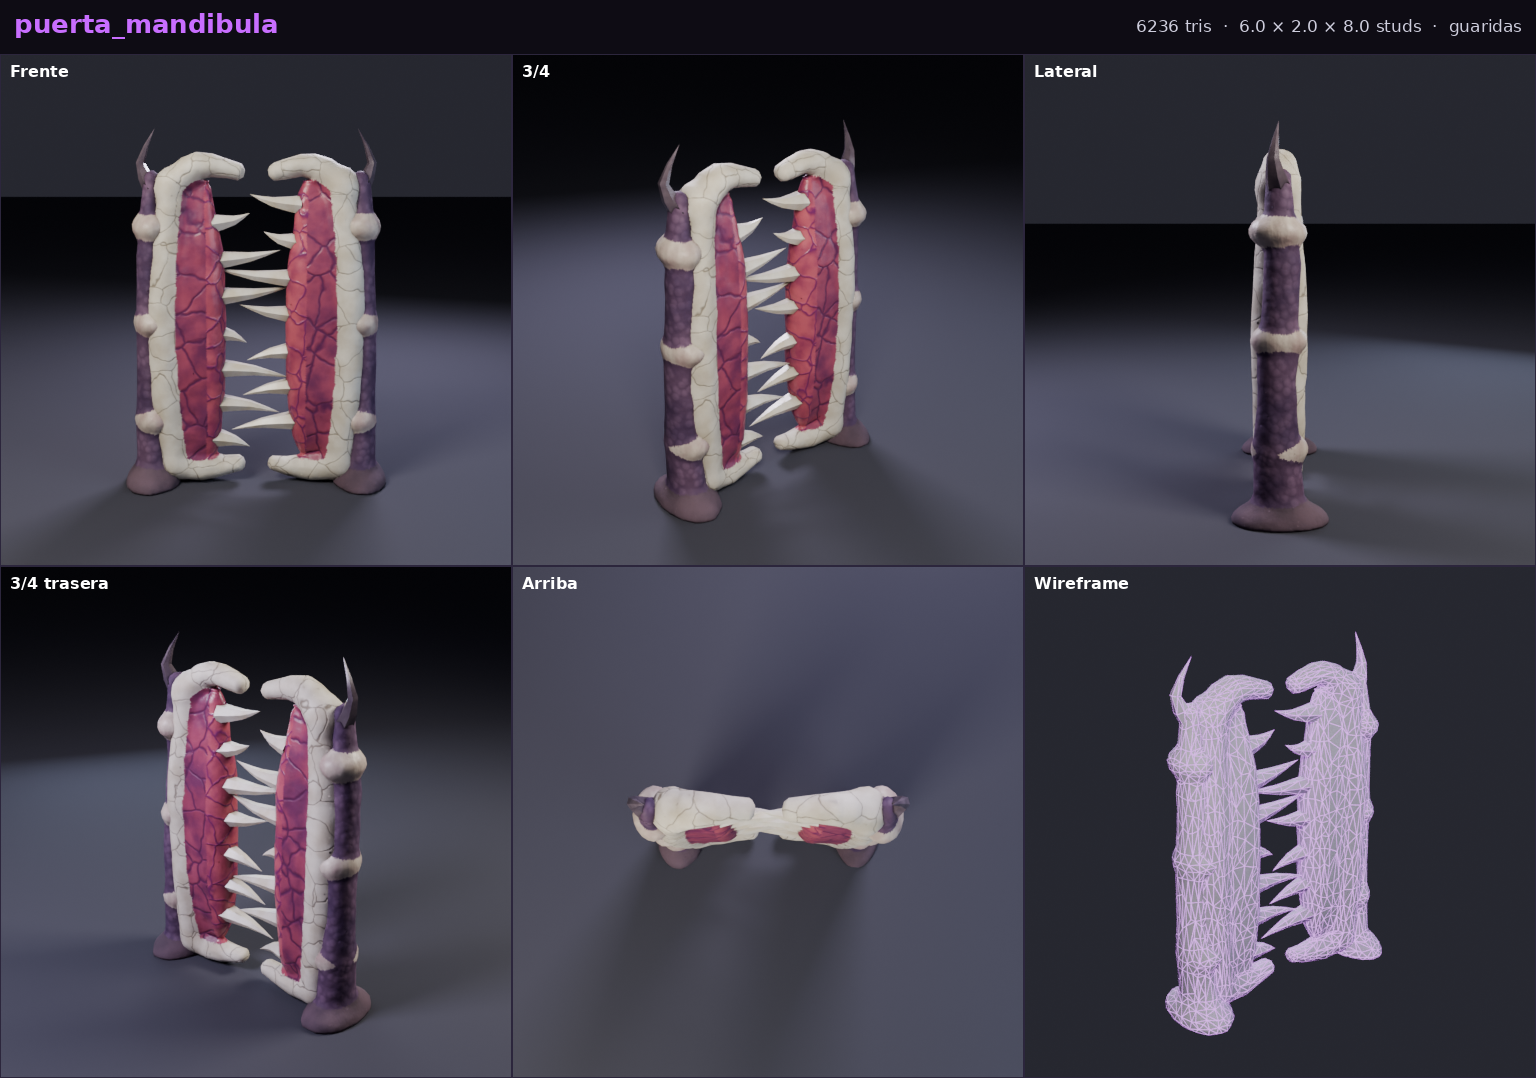 puerta_mandibula
6236 tris · 6.0 × 2.0 × 8.0 studs · guaridas
Frente
3/4
Lateral
3/4 trasera
Arriba
Wireframe